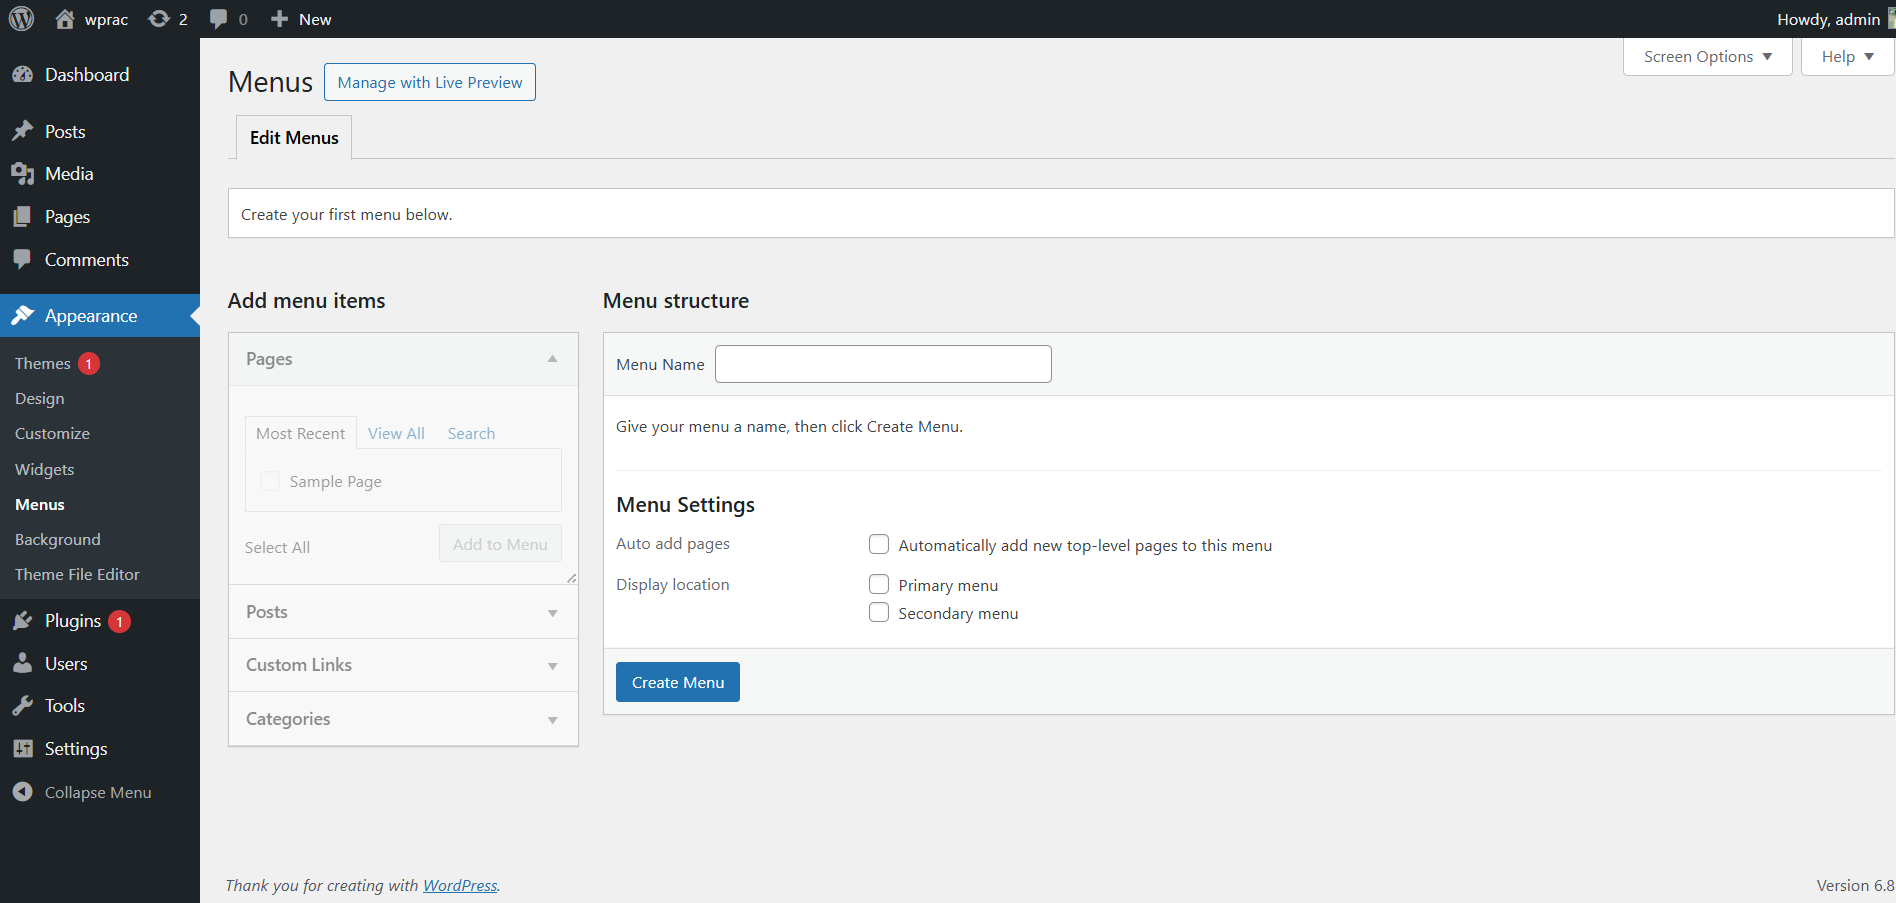 wprac 2 0 New Howdy, admin
Screen Options Help
Dashboard
Posts
Media
Pages
Comments
Appearance
Themes 1
Design
Customize
Widgets
Menus
Background
Theme File Editor
Plugins 1
Users
Tools
Settings
Collapse Menu
Menus Manage with Live Preview
Edit Menus
Create your first menu below.
Add menu items
Pages
Most Recent View All Search
Sample Page
Select All Add to Menu
Posts
Custom Links
Categories
Menu structure
Menu Name
Give your menu a name, then click Create Menu.
Menu Settings
Auto add pages Automatically add new top-level pages to this menu
Display location Primary menu
Secondary menu
Create Menu
Thank you for creating with WordPress. Version 6.8